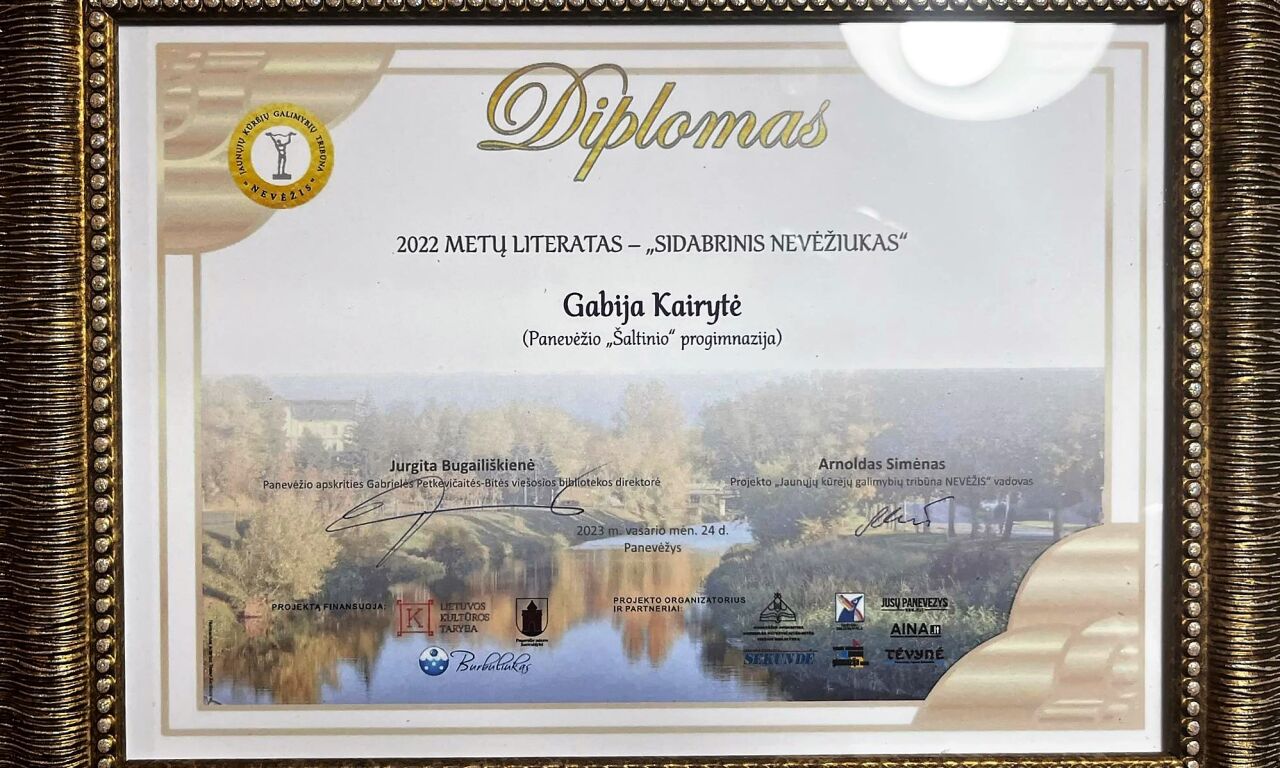 Diplomas
JAUNŲJŲ KŪRĖJŲ GALIMYBIŲ TRIBŪNA
NEVĖŽIS
2022 METŲ LITERATAS – „SIDABRINIS NEVĖŽIUKAS“
Gabija Kairytė
(Panevėžio „Šaltinio“ progimnazija)
Jurgita Bugailiškienė
Panevėžio apskrities Gabrielės Petkevičaitės-Bitės viešosios bibliotekos direktorė
Arnoldas Simėnas
Projekto „Jaunųjų kūrėjų galimybių tribūna NEVĖŽIS“ vadovas
2023 m. vasario mėn. 24 d.
Panevėžys
PROJEKTĄ FINANSUOJA:
LIETUVOS
KULTŪROS
TARYBA
Burbuliukas
PROJEKTO ORGANIZATORIUS
IR PARTNERIAI:
JŪSŲ PANEVĖŽYS
AINA.lt
SEKUNDĖ
TĖVYNĖ